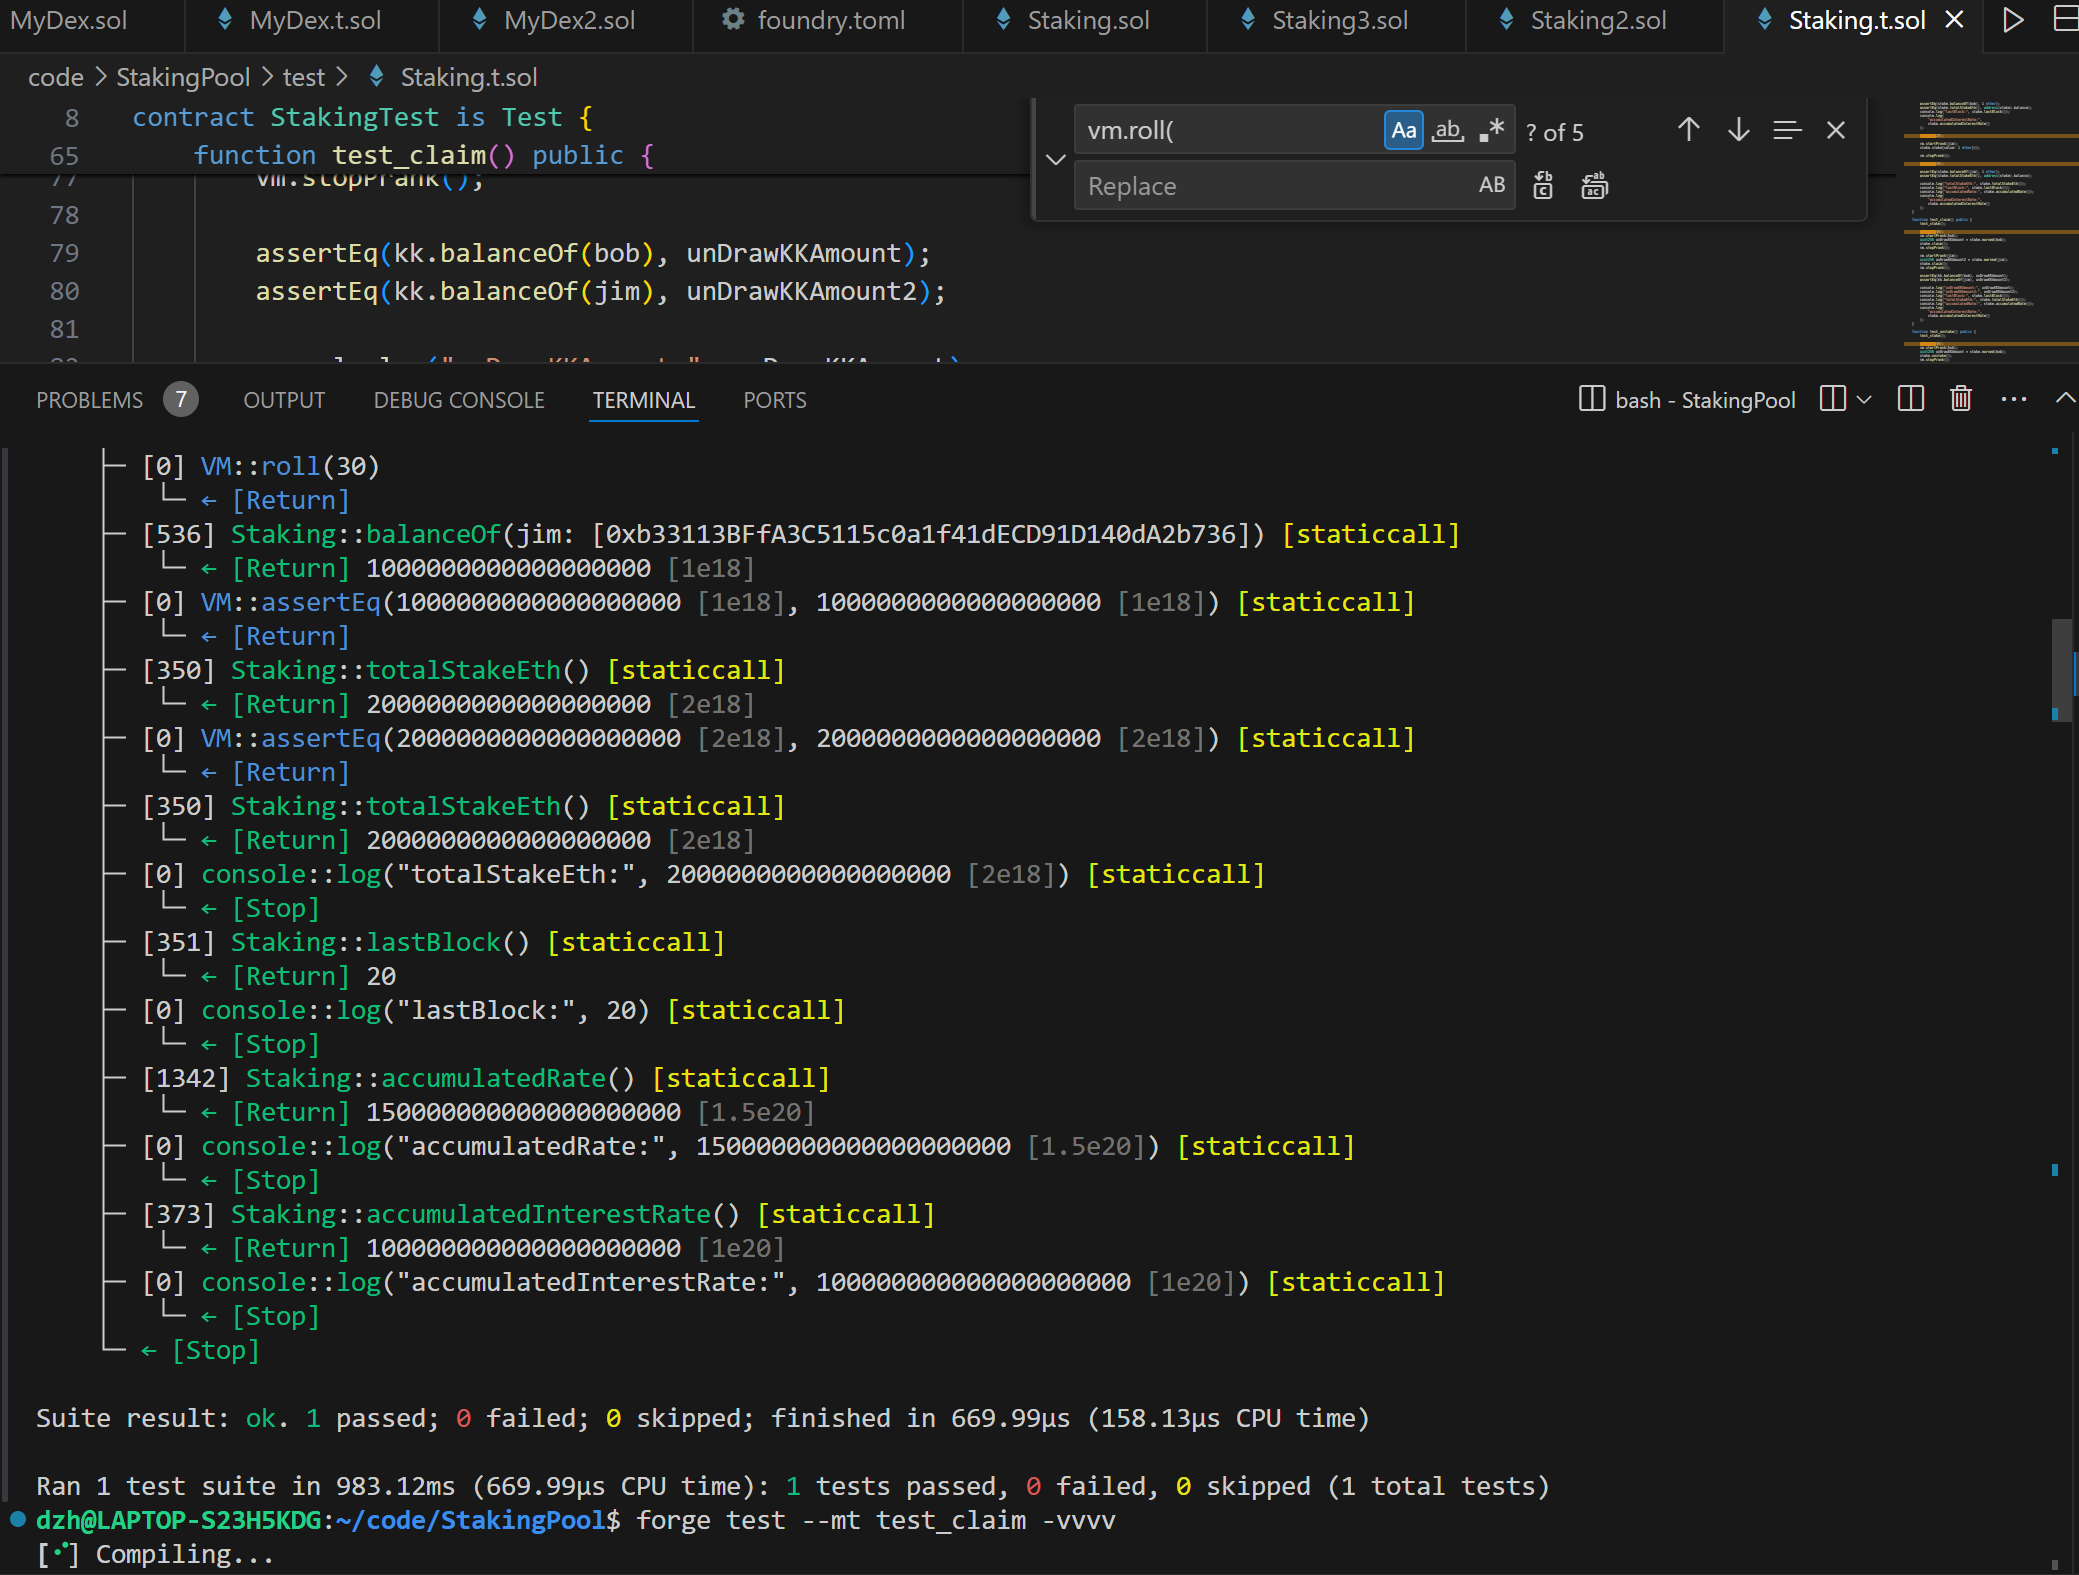 MyDex.sol MyDex.t.sol MyDex2.sol foundry.toml Staking.sol Staking3.sol Staking2.sol Staking.t.sol
code > StakingPool > test > Staking.t.sol
8 contract StakingTest is Test {
65 function test_claim() public {
77 vm.stopPrank();
78
79 assertEq(kk.balanceOf(bob), unDrawKKAmount);
80 assertEq(kk.balanceOf(jim), unDrawKKAmount2);
81
vm.roll( Aa ab .* ? of 5
Replace AB
PROBLEMS 7 OUTPUT DEBUG CONSOLE TERMINAL PORTS bash - StakingPool
├─ [0] VM::roll(30)
└─ ← [Return]
├─ [536] Staking::balanceOf(jim: [0xb33113BFfA3C5115c0a1f41dECD91D140dA2b736]) [staticcall]
└─ ← [Return] 1000000000000000000 [1e18]
├─ [0] VM::assertEq(1000000000000000000 [1e18], 1000000000000000000 [1e18]) [staticcall]
└─ ← [Return]
├─ [350] Staking::totalStakeEth() [staticcall]
└─ ← [Return] 2000000000000000000 [2e18]
├─ [0] VM::assertEq(2000000000000000000 [2e18], 2000000000000000000 [2e18]) [staticcall]
└─ ← [Return]
├─ [350] Staking::totalStakeEth() [staticcall]
└─ ← [Return] 2000000000000000000 [2e18]
├─ [0] console::log("totalStakeEth:", 2000000000000000000 [2e18]) [staticcall]
└─ ← [Stop]
├─ [351] Staking::lastBlock() [staticcall]
└─ ← [Return] 20
├─ [0] console::log("lastBlock:", 20) [staticcall]
└─ ← [Stop]
├─ [1342] Staking::accumulatedRate() [staticcall]
└─ ← [Return] 150000000000000000000 [1.5e20]
├─ [0] console::log("accumulatedRate:", 150000000000000000000 [1.5e20]) [staticcall]
└─ ← [Stop]
├─ [373] Staking::accumulatedInterestRate() [staticcall]
└─ ← [Return] 100000000000000000000 [1e20]
├─ [0] console::log("accumulatedInterestRate:", 100000000000000000000 [1e20]) [staticcall]
└─ ← [Stop]
└─ ← [Stop]
Suite result: ok. 1 passed; 0 failed; 0 skipped; finished in 669.99µs (158.13µs CPU time)
Ran 1 test suite in 983.12ms (669.99µs CPU time): 1 tests passed, 0 failed, 0 skipped (1 total tests)
dzh@LAPTOP-S23H5KDG:~/code/StakingPool$ forge test --mt test_claim -vvvv
[⠊] Compiling...